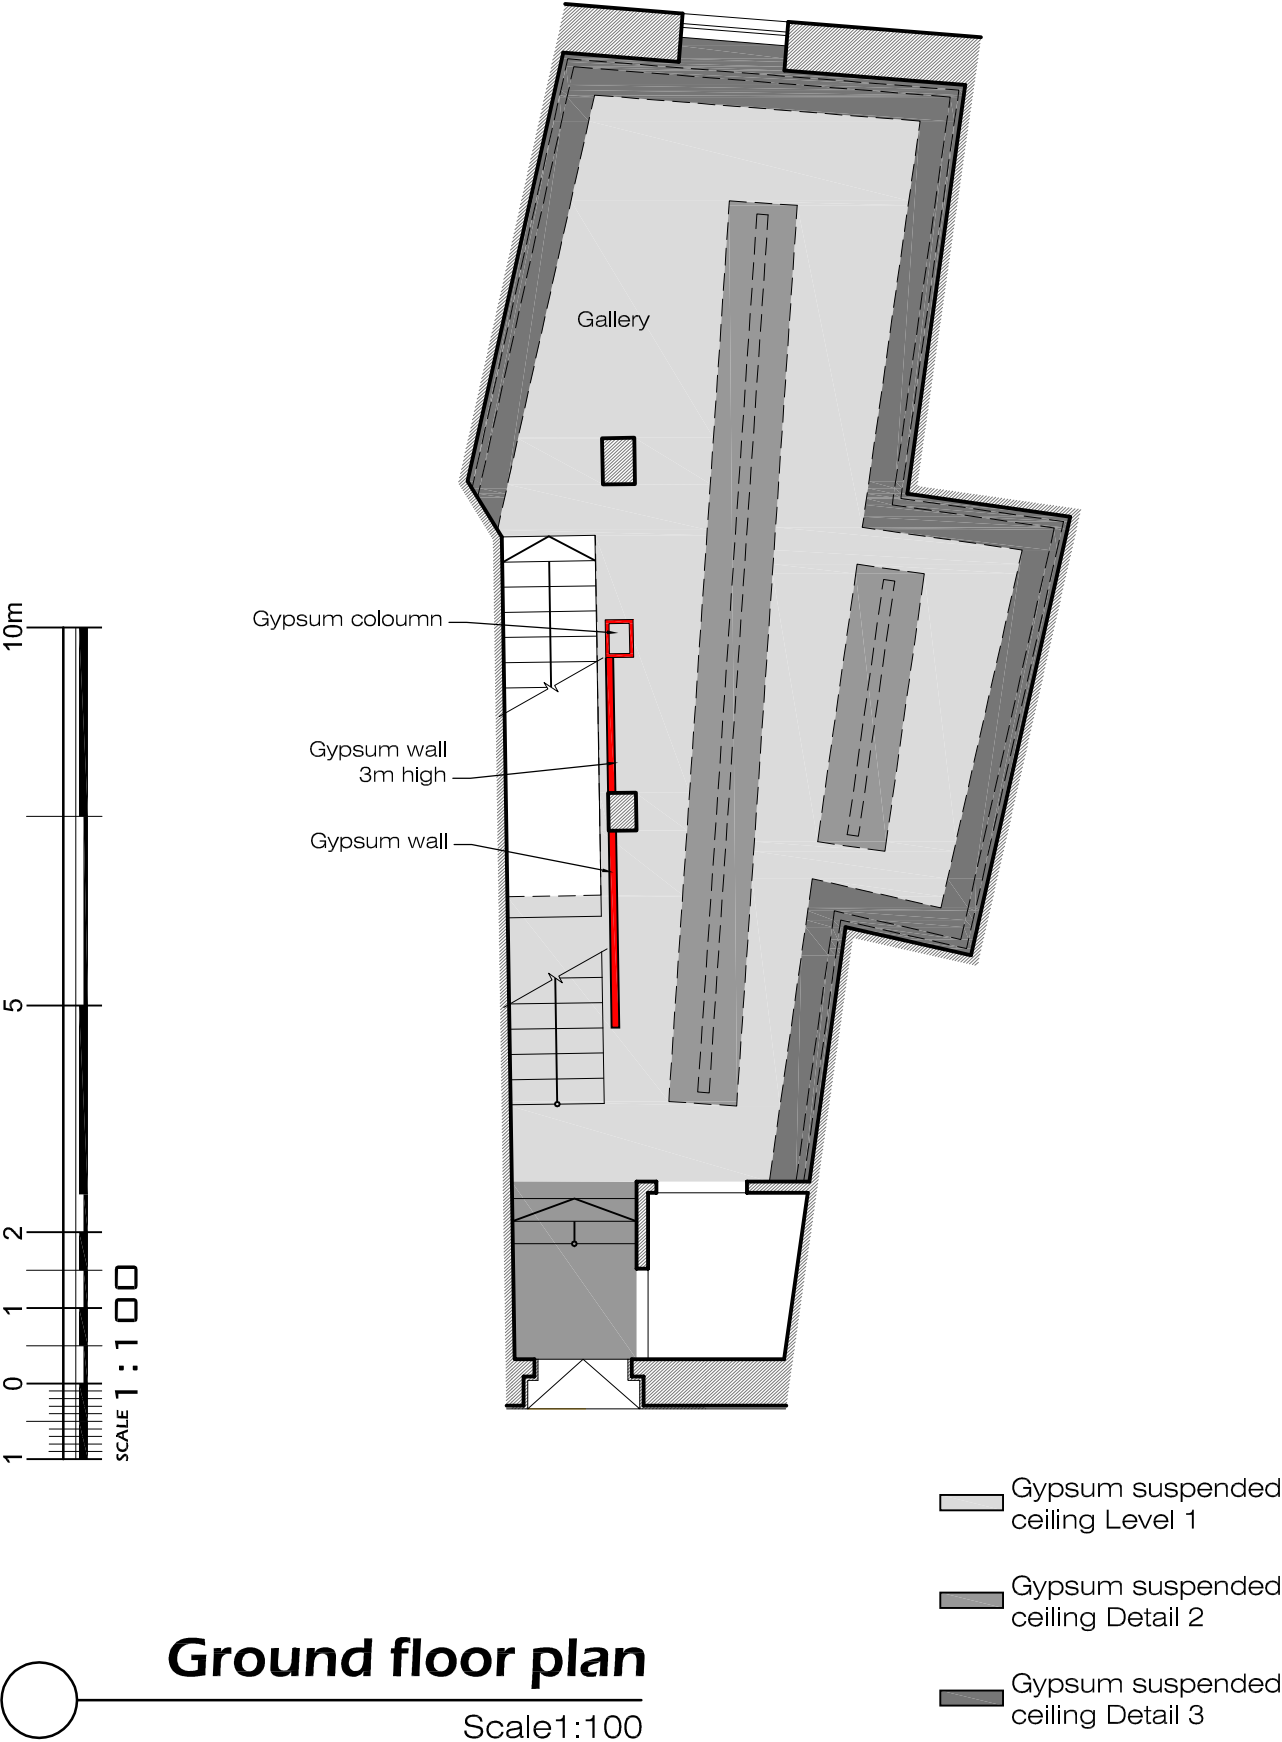 Gallery
Gypsum coloumn
Gypsum wall
3m high
Gypsum wall
10m
5
2
1
0
1
SCALE 1:100
Gypsum suspended
ceiling Level 1
Gypsum suspended
ceiling Detail 2
Gypsum suspended
ceiling Detail 3
Ground floor plan
Scale1:100